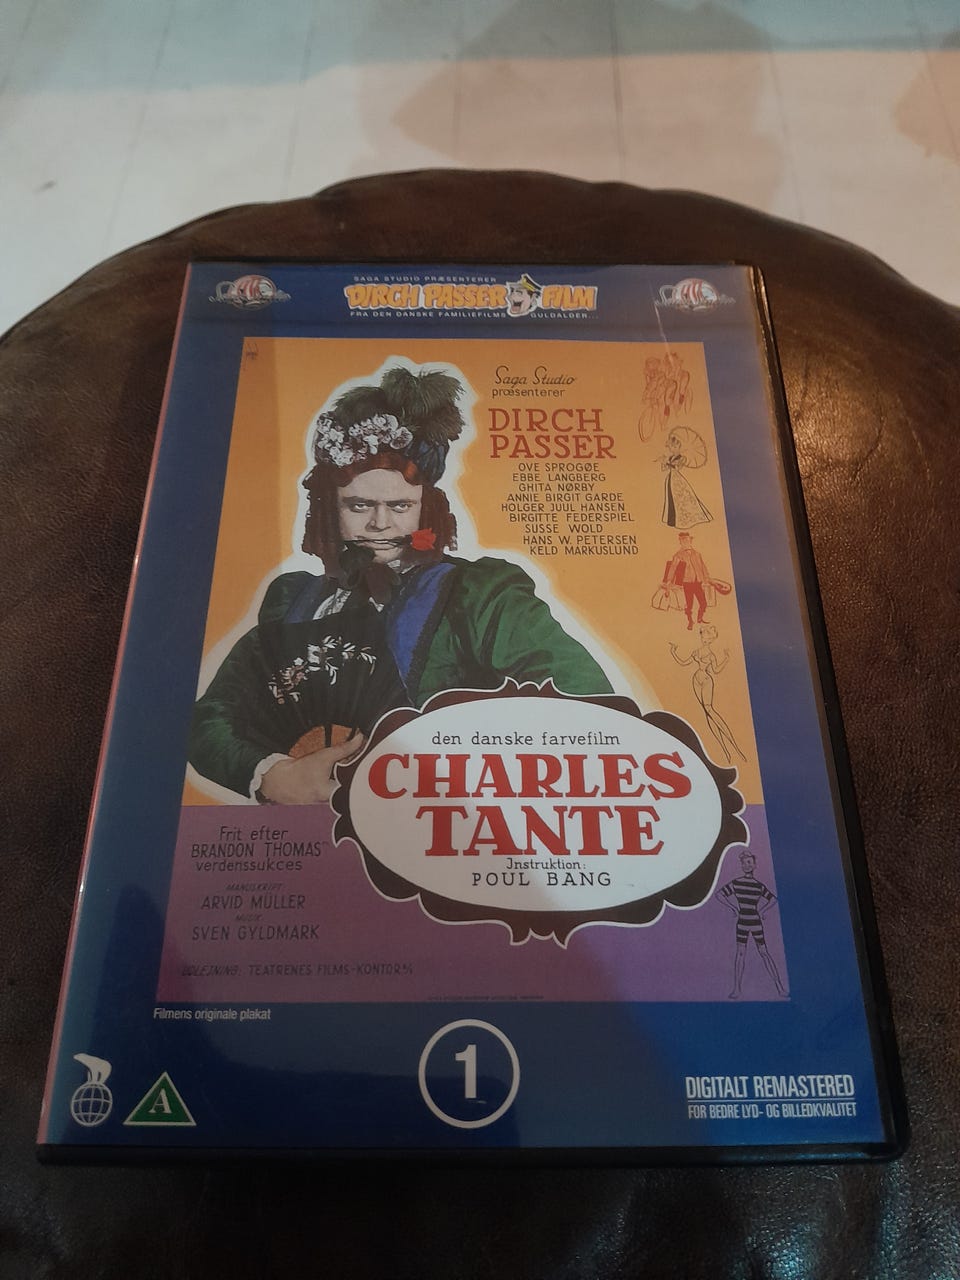 SAGA STUDIO PRÆSENTERER
DIRCH PASSER FILM
FRA DEN DANSKE FAMILIEFILMS GULDALDER...
Saga Studio
præsenterer
DIRCH
PASSER
OVE SPROGØE
EBBE LANGBERG
GHITA NØRBY
ANNIE BIRGIT GARDE
HOLGER JUUL HANSEN
BIRGITTE FEDERSPIEL
SUSSE WOLD
HANS W. PETERSEN
KELD MARKUSLUND
den danske farvefilm
CHARLES
TANTE
Instruktion:
POUL BANG
Frit efter
BRANDON THOMAS'
verdenssukces
MANUSKRIPT:
ARVID MÜLLER
MUSIK:
SVEN GYLDMARK
UDLEJNING: TEATRENES FILMS-KONTOR A/S
Filmens originale plakat
1
A
DIGITALT REMASTERED
FOR BEDRE LYD- OG BILLEDKVALITET